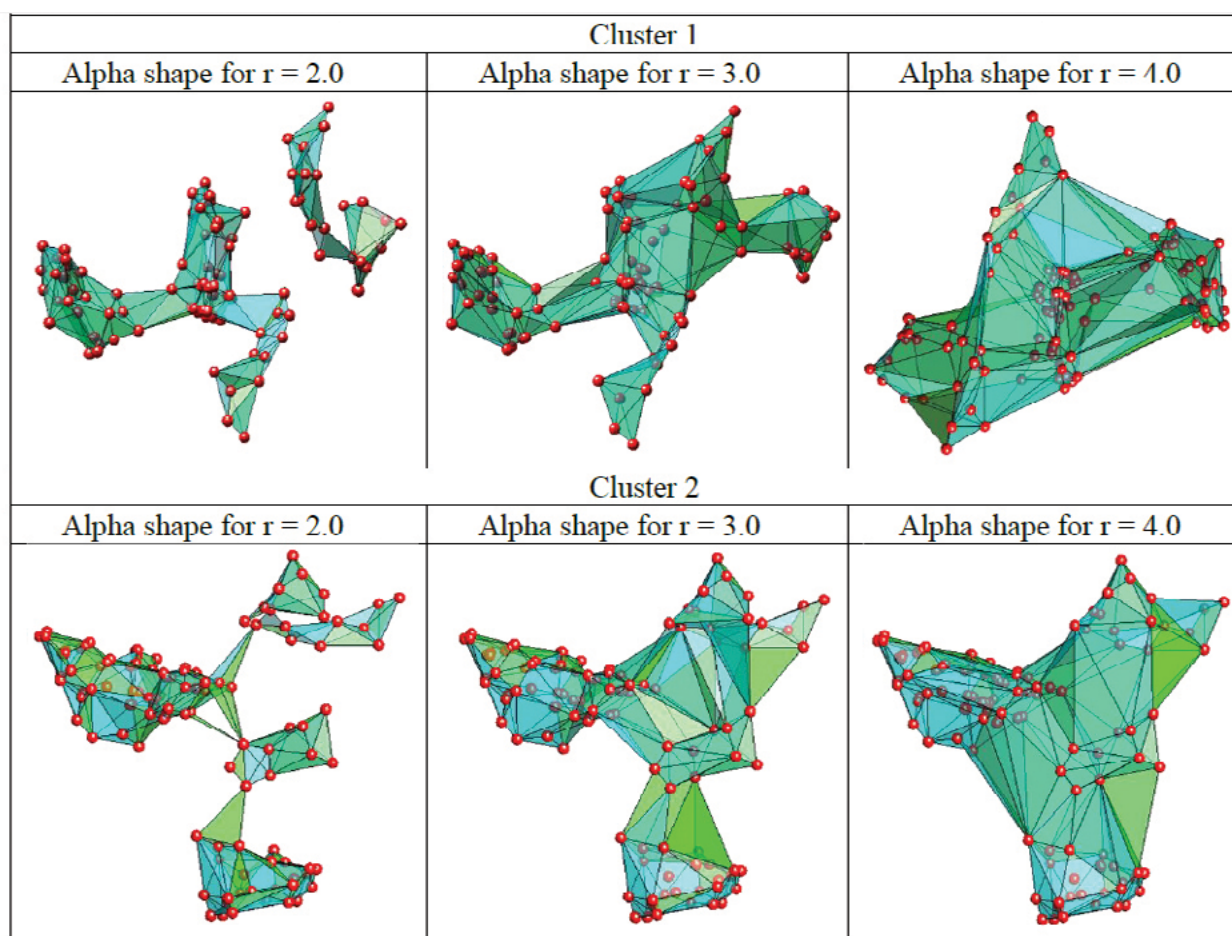 Cluster 1
Alpha shape for r = 2.0
Alpha shape for r = 3.0
Alpha shape for r = 4.0
Cluster 2
Alpha shape for r = 2.0
Alpha shape for r = 3.0
Alpha shape for r = 4.0